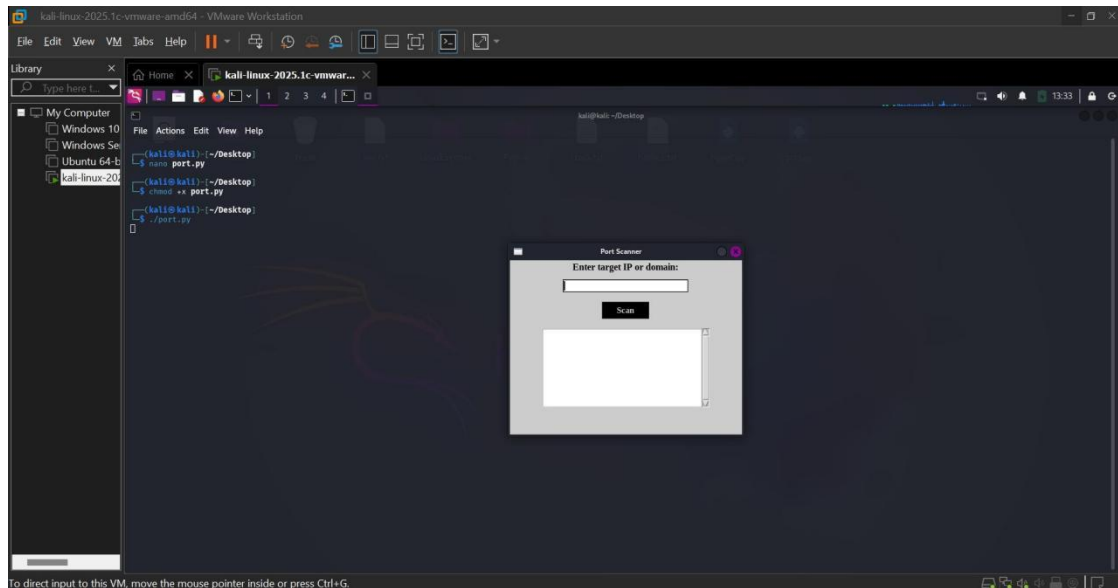 kali-linux-2025.1c-vmware-amd64 - VMware Workstation
File Edit View VM Tabs Help
Library
Home kali-linux-2025.1c-vmwar...
Type here t...
1 2 3 4
13:33
My Computer
Windows 10
Windows Se
Ubuntu 64-b
kali-linux-202
kali@kali: ~/Desktop
File Actions Edit View Help
(kali㉿kali)-[~/Desktop]
$ nano port.py
(kali㉿kali)-[~/Desktop]
$ chmod +x port.py
(kali㉿kali)-[~/Desktop]
$ ./port.py
Port Scanner
Enter target IP or domain:
Scan
To direct input to this VM, move the mouse pointer inside or press Ctrl+G.